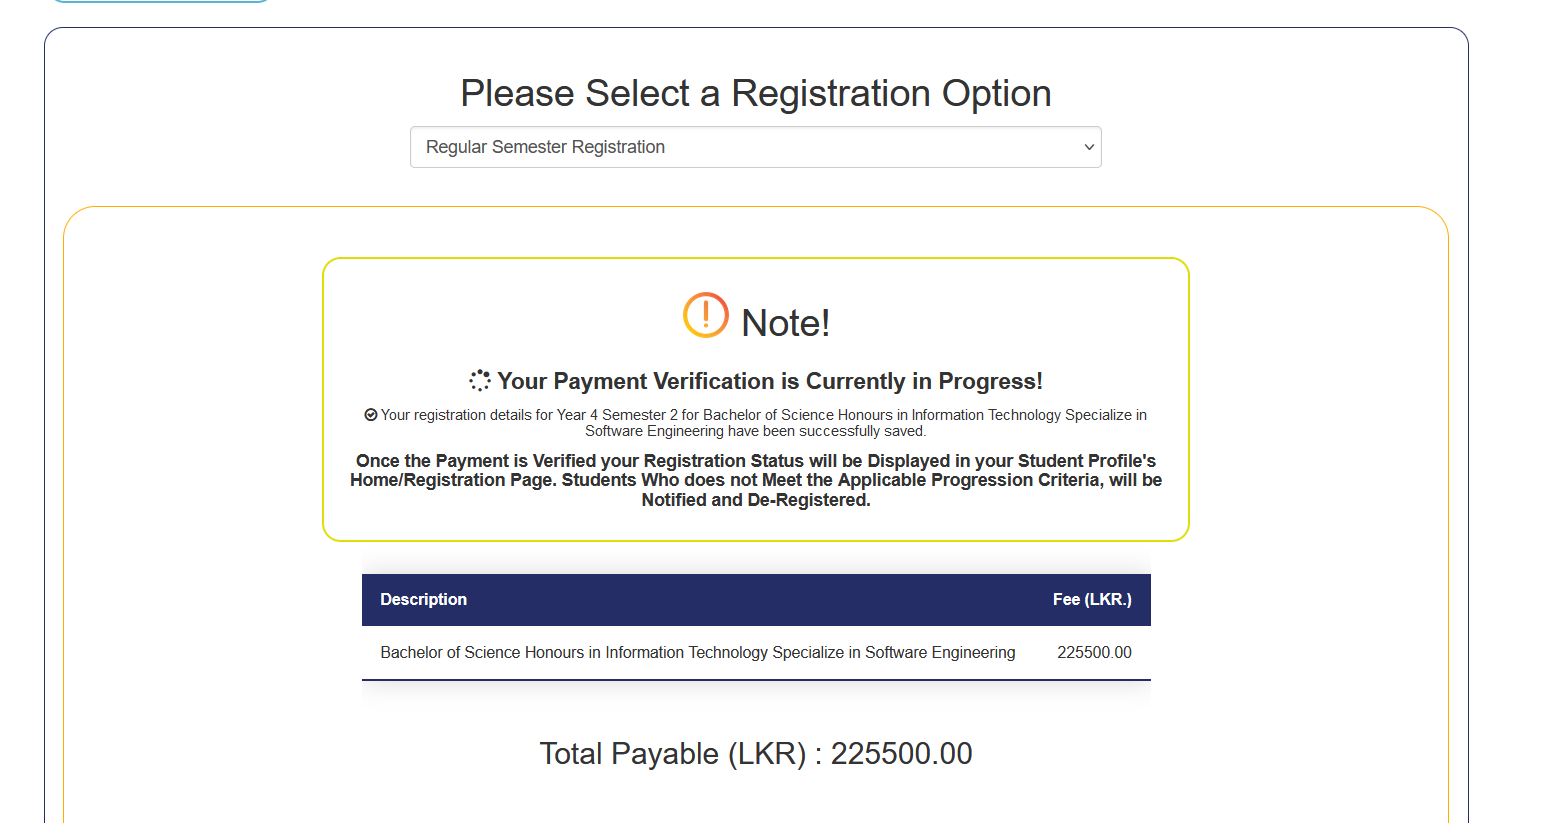 Please Select a Registration Option
Regular Semester Registration
Note!
Your Payment Verification is Currently in Progress!
Your registration details for Year 4 Semester 2 for Bachelor of Science Honours in Information Technology Specialize in
Software Engineering have been successfully saved.
Once the Payment is Verified your Registration Status will be Displayed in your Student Profile's
Home/Registration Page. Students Who does not Meet the Applicable Progression Criteria, will be
Notified and De-Registered.
Description Fee (LKR.)
Bachelor of Science Honours in Information Technology Specialize in Software Engineering 225500.00
Total Payable (LKR) : 225500.00